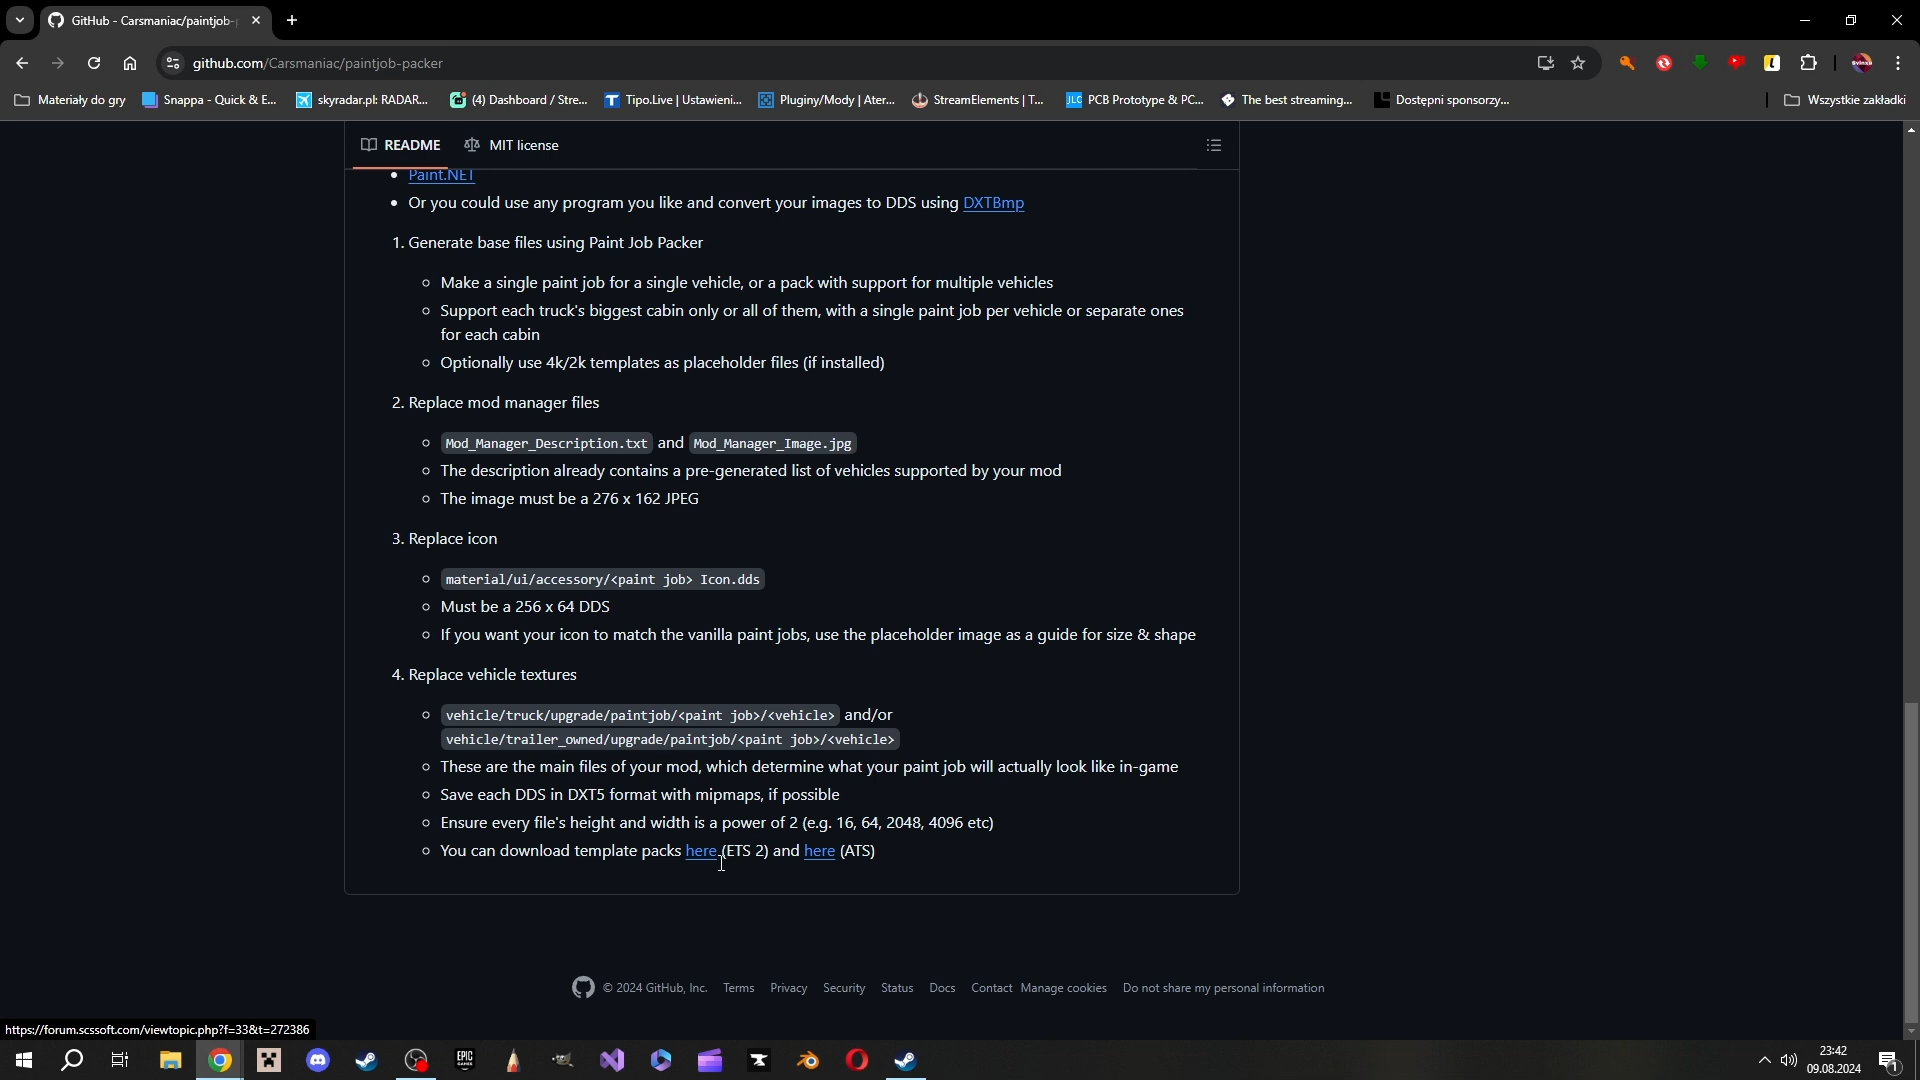 GitHub - Carsmaniac/paintjob-
github.com/Carsmaniac/paintjob-packer
Materiały do gry
Snappa - Quick & E...
skyradar.pl: RADAR...
(4) Dashboard / Stre...
Tipo.Live | Ustawieni...
Pluginy/Mody | Ater...
StreamElements | T...
JLC PCB Prototype & PC...
The best streaming...
Dostępni sponsorzy...
Wszystkie zakładki
README
MIT license
Paint.NET
Or you could use any program you like and convert your images to DDS using DXTBmp
1. Generate base files using Paint Job Packer
Make a single paint job for a single vehicle, or a pack with support for multiple vehicles
Support each truck's biggest cabin only or all of them, with a single paint job per vehicle or separate ones
for each cabin
Optionally use 4k/2k templates as placeholder files (if installed)
2. Replace mod manager files
Mod_Manager_Description.txt and Mod_Manager_Image.jpg
The description already contains a pre-generated list of vehicles supported by your mod
The image must be a 276 x 162 JPEG
3. Replace icon
material/ui/accessory/<paint job> Icon.dds
Must be a 256 x 64 DDS
If you want your icon to match the vanilla paint jobs, use the placeholder image as a guide for size & shape
4. Replace vehicle textures
vehicle/truck/upgrade/paintjob/<paint job>/<vehicle> and/or
vehicle/trailer_owned/upgrade/paintjob/<paint job>/<vehicle>
These are the main files of your mod, which determine what your paint job will actually look like in-game
Save each DDS in DXT5 format with mipmaps, if possible
Ensure every file's height and width is a power of 2 (e.g. 16, 64, 2048, 4096 etc)
You can download template packs here (ETS 2) and here (ATS)
© 2024 GitHub, Inc. Terms Privacy Security Status Docs Contact Manage cookies Do not share my personal information
https://forum.scssoft.com/viewtopic.php?f=33&t=272386
EPIC GAMES
23:42
09.08.2024
1